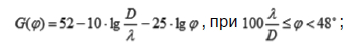 G(φ) = 52 − 10 · lg D/λ − 25 · lg φ, при 100 λ/D ≤ φ < 48° ;